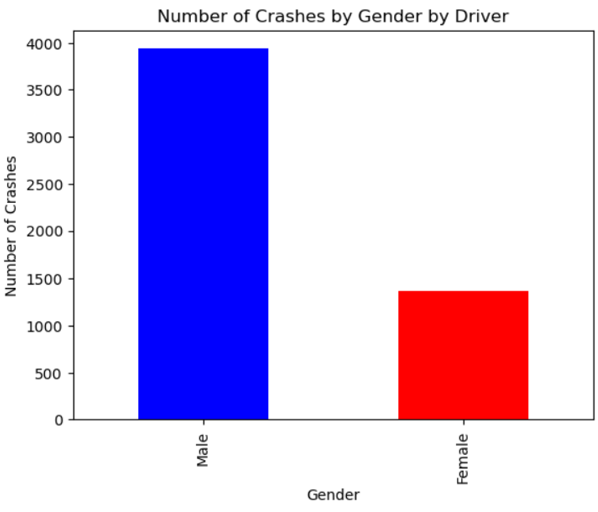 Number of Crashes by Gender by Driver
Number of Crashes
4000
3500
3000
2500
2000
1500
1000
500
0
Male
Female
Gender